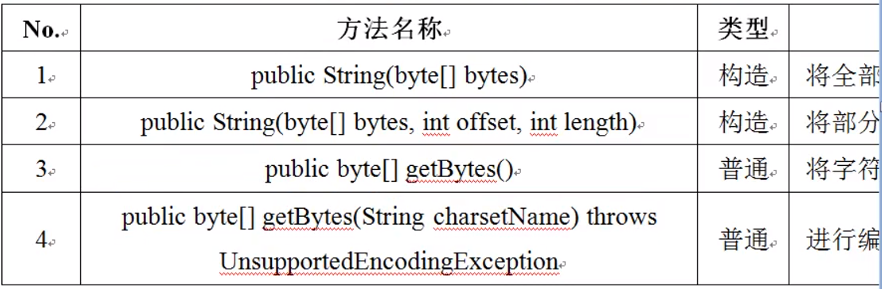 No. 方法名称 类型
1 public String(byte[] bytes) 构造 将全部
2 public String(byte[] bytes, int offset, int length) 构造 将部分
3 public byte[] getBytes() 普通 将字符
4 public byte[] getBytes(String charsetName) throws
UnsupportedEncodingException 普通 进行编